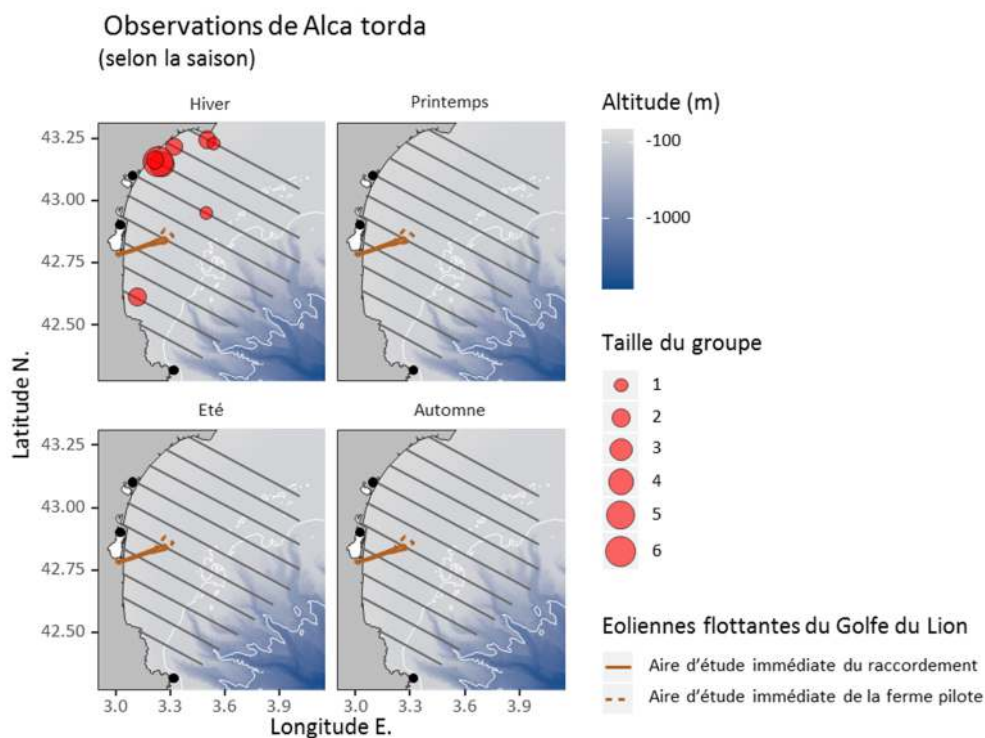 Observations de Alca torda
(selon la saison)
Hiver
Printemps
43.25
43.00
42.75
42.50
Eté
Automne
43.25
43.00
42.75
42.50
3.0
3.3
3.6
3.9
3.0
3.3
3.6
3.9
Latitude N.
Longitude E.
Altitude (m)
-100
-1000
Taille du groupe
1
2
3
4
5
6
Eoliennes flottantes du Golfe du Lion
Aire d'étude immédiate du raccordement
Aire d'étude immédiate de la ferme pilote